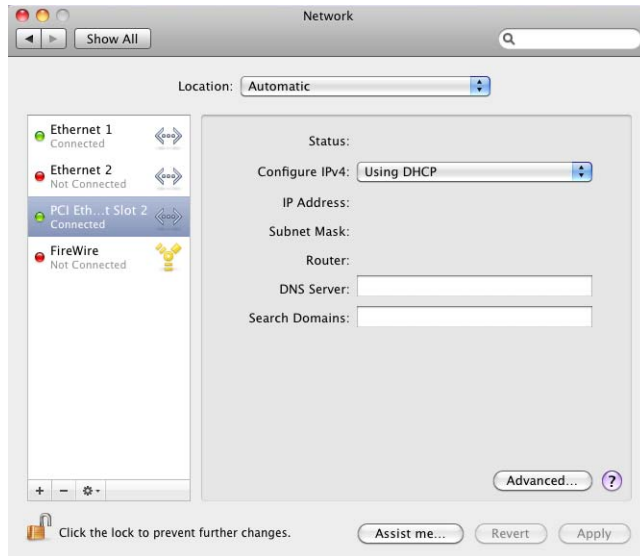 Network
Show All
Location: Automatic
Ethernet 1
Connected
Ethernet 2
Not Connected
PCI Eth...t Slot 2
Connected
FireWire
Not Connected
Status:
Configure IPv4: Using DHCP
IP Address:
Subnet Mask:
Router:
DNS Server:
Search Domains:
Advanced... ?
Click the lock to prevent further changes.
Assist me... Revert Apply